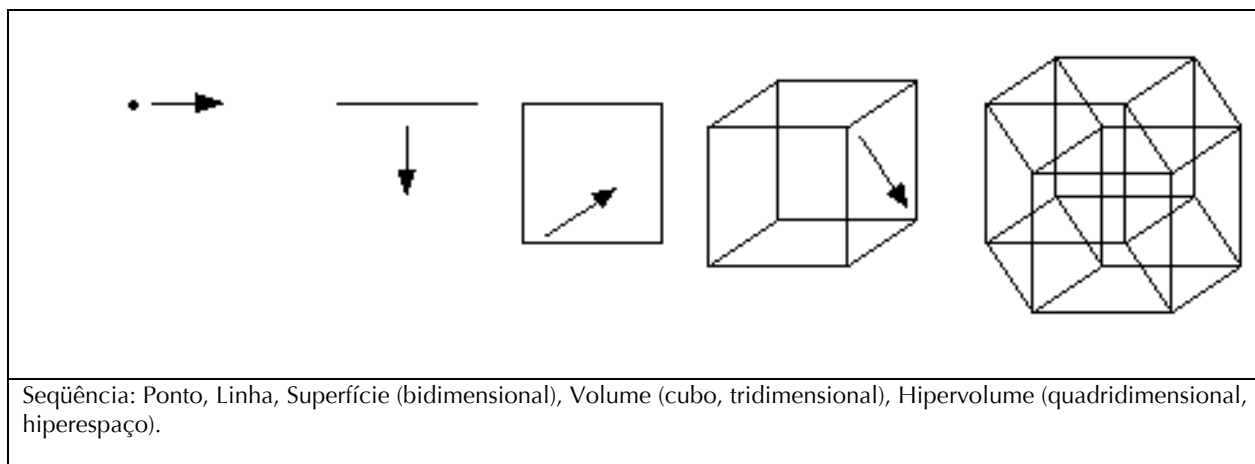 Seqüência: Ponto, Linha, Superfície (bidimensional), Volume (cubo, tridimensional), Hipervolume (quadridimensional,
hiperespaço).